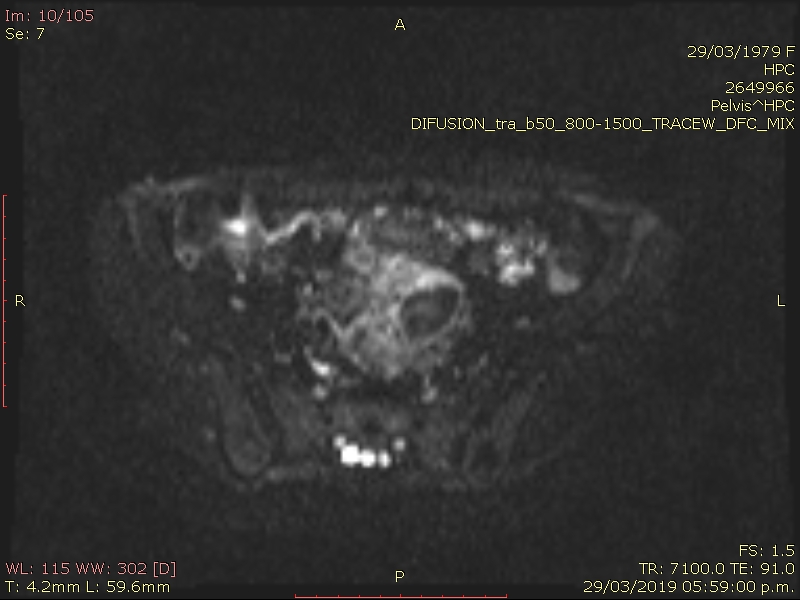 Im: 10/105
Se: 7
A
29/03/1979 F
HPC
2649966
Pelvis^HPC
DIFUSION_tra_b50_800-1500_TRACEW_DFC_MIX
R
L
FS: 1.5
WL: 115 WW: 302 [D]
TR: 7100.0 TE: 91.0
T: 4.2mm L: 59.6mm
P
29/03/2019 05:59:00 p.m.